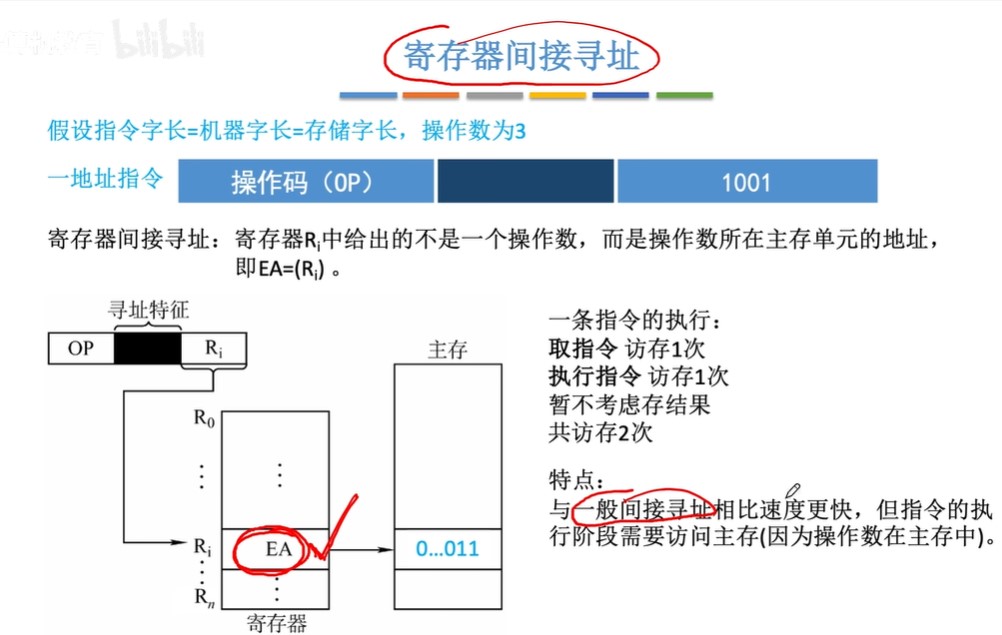 bilibili
寄存器间接寻址
假设指令字长=机器字长=存储字长，操作数为3
一地址指令 操作码（OP） 1001
寄存器间接寻址：寄存器Ri中给出的不是一个操作数，而是操作数所在主存单元的地址，
即EA=(Ri) 。
寻址特征
OP Ri
主存
R0
⋮ ⋮
Ri EA 0…011
⋮ ⋮
Rn
寄存器
一条指令的执行：
取指令 访存1次
执行指令 访存1次
暂不考虑存结果
共访存2次
特点：
与一般间接寻址相比速度更快，但指令的执
行阶段需要访问主存(因为操作数在主存中)。